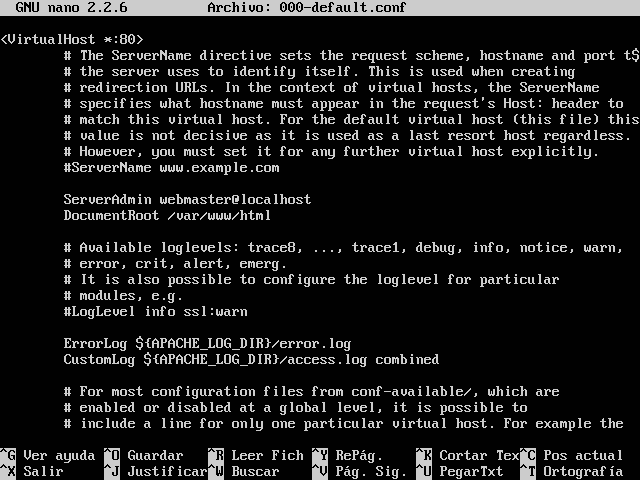 GNU nano 2.2.6 Archivo: 000-default.conf
<VirtualHost *:80>
# The ServerName directive sets the request scheme, hostname and port t$
# the server uses to identify itself. This is used when creating
# redirection URLs. In the context of virtual hosts, the ServerName
# specifies what hostname must appear in the request's Host: header to
# match this virtual host. For the default virtual host (this file) this
# value is not decisive as it is used as a last resort host regardless.
# However, you must set it for any further virtual host explicitly.
#ServerName www.example.com
ServerAdmin webmaster@localhost
DocumentRoot /var/www/html
# Available loglevels: trace8, ..., trace1, debug, info, notice, warn,
# error, crit, alert, emerg.
# It is also possible to configure the loglevel for particular
# modules, e.g.
#LogLevel info ssl:warn
ErrorLog ${APACHE_LOG_DIR}/error.log
CustomLog ${APACHE_LOG_DIR}/access.log combined
# For most configuration files from conf-available/, which are
# enabled or disabled at a global level, it is possible to
# include a line for only one particular virtual host. For example the
^G Ver ayuda ^O Guardar ^R Leer Fich ^Y RePág. ^K Cortar Tex ^C Pos actual
^X Salir ^J Justificar ^W Buscar ^V Pág. Sig. ^U PegarTxt ^T Ortografía